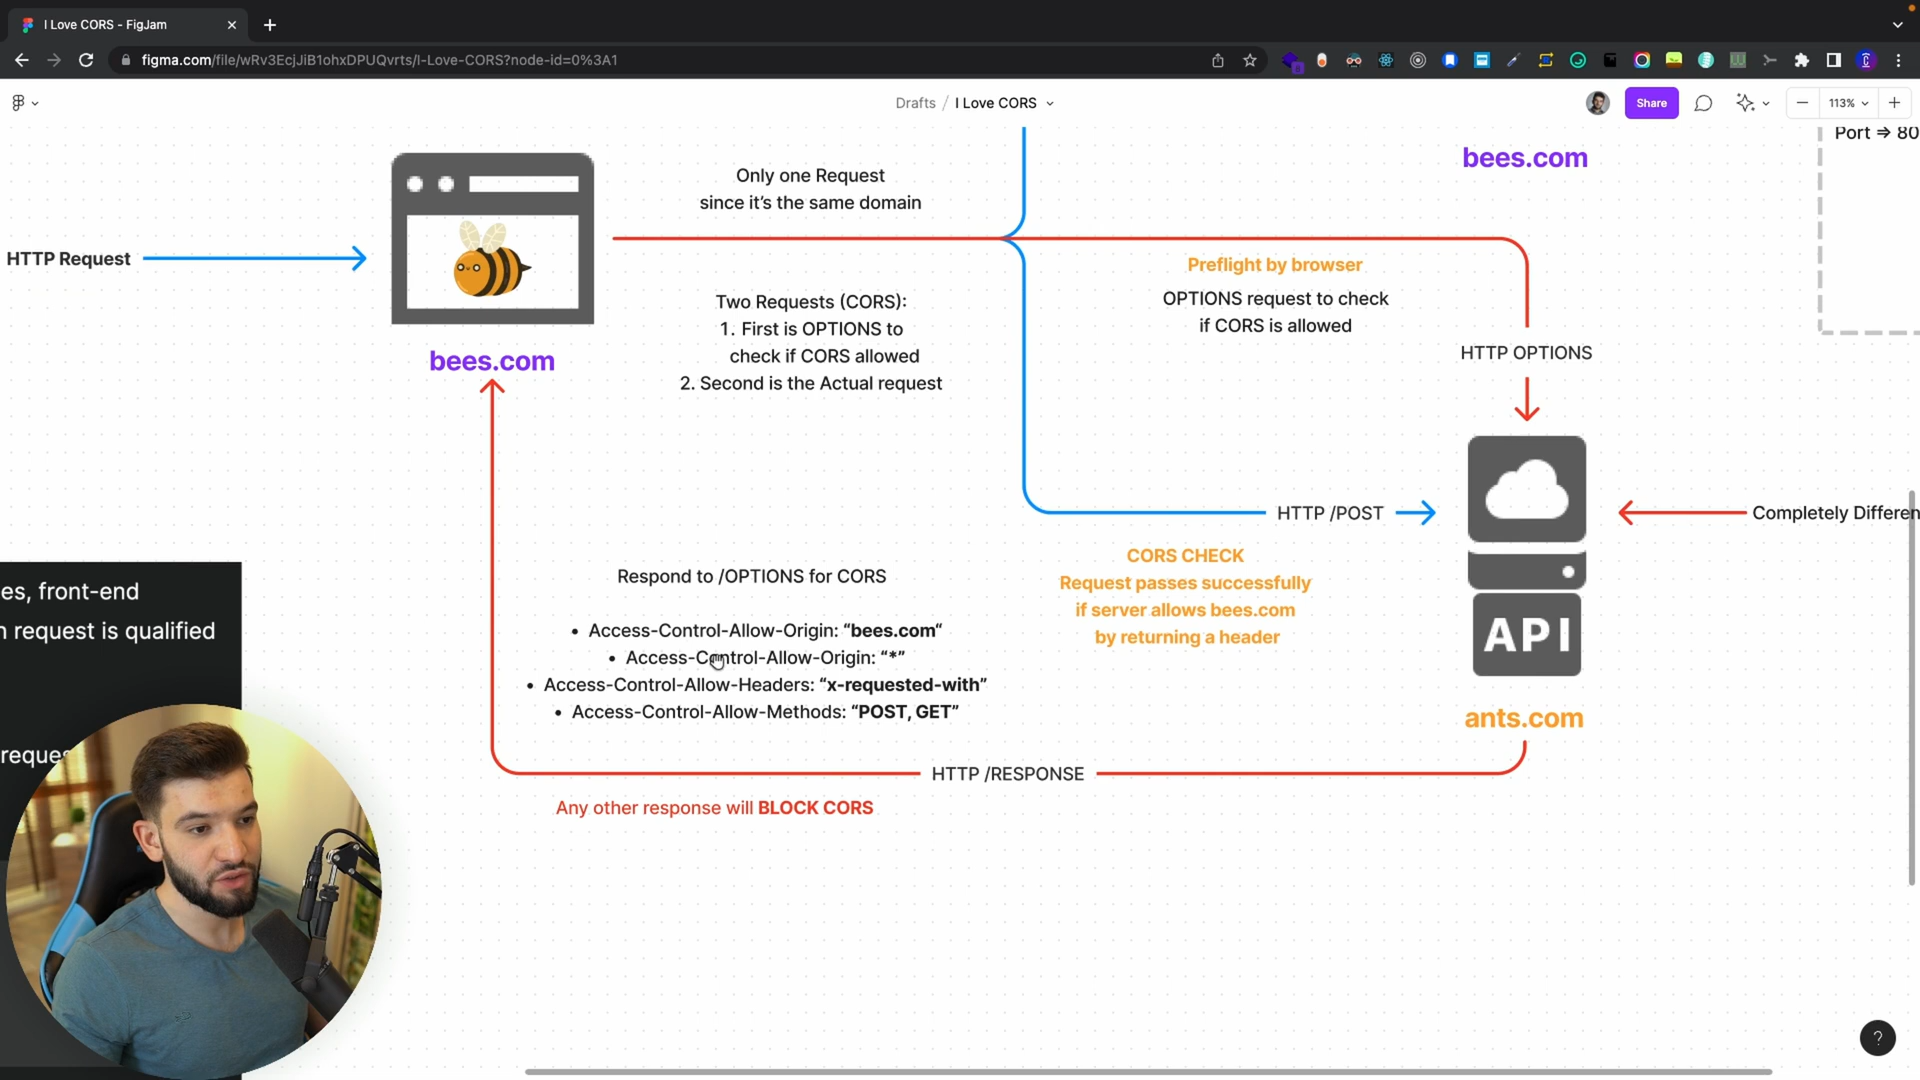 I Love CORS - FigJam
figma.com/file/wRv3EcjJiB1ohxDPUQvrts/I-Love-CORS?node-id=0%3A1
Drafts / I Love CORS
Share
113%
Port ⇒ 80
bees.com
Only one Request
since it’s the same domain
HTTP Request
Preflight by browser
OPTIONS request to check
if CORS is allowed
Two Requests (CORS):
1. First is OPTIONS to
check if CORS allowed
2. Second is the Actual request
HTTP OPTIONS
bees.com
HTTP /POST
Completely Differen
CORS CHECK
Request passes successfully
if server allows bees.com
by returning a header
API
ants.com
Respond to /OPTIONS for CORS
• Access-Control-Allow-Origin: “bees.com“
• Access-Control-Allow-Origin: “*”
• Access-Control-Allow-Headers: “x-requested-with”
• Access-Control-Allow-Methods: “POST, GET”
HTTP /RESPONSE
Any other response will BLOCK CORS
es, front-end
n request is qualified
reques
?